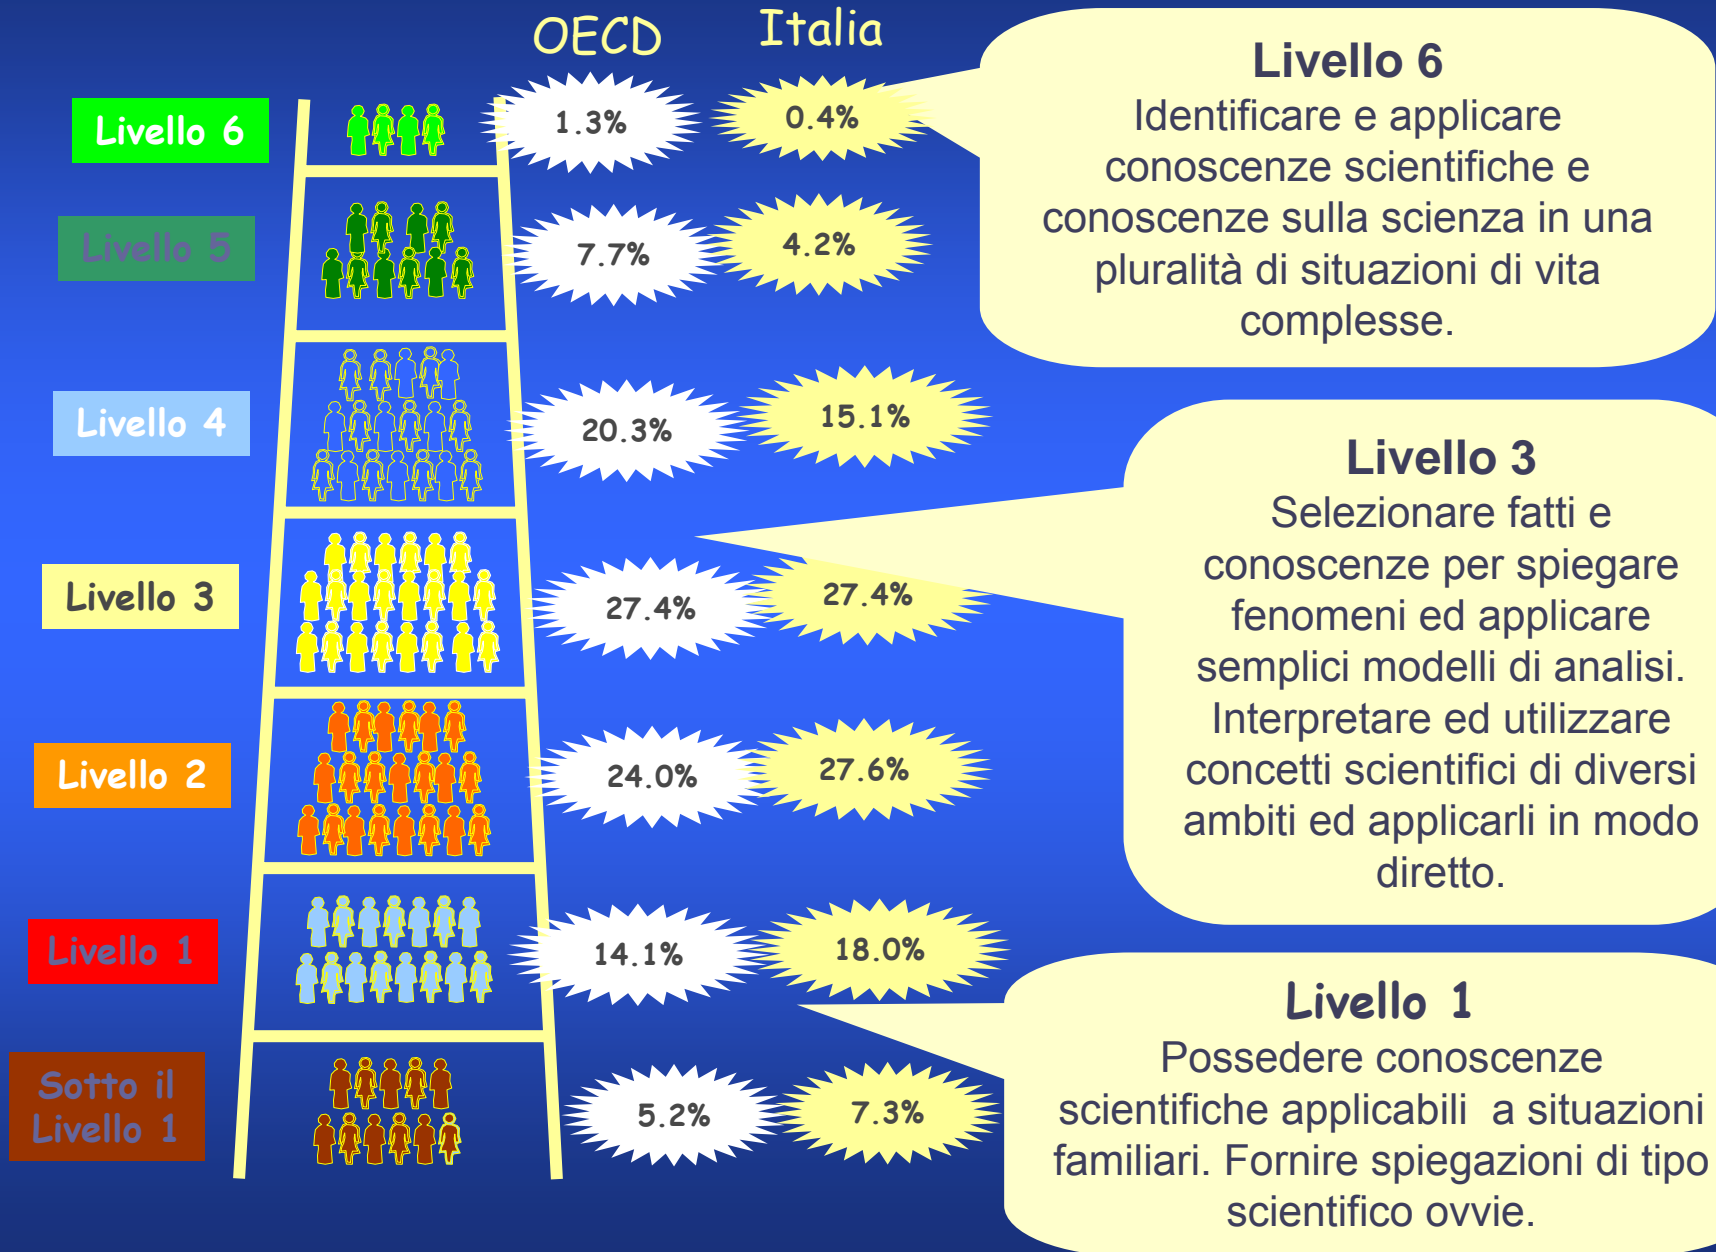 OECD Italia
Livello 6 1.3% 0.4%
Livello 5 7.7% 4.2%
Livello 4 20.3% 15.1%
Livello 3 27.4% 27.4%
Livello 2 24.0% 27.6%
Livello 1 14.1% 18.0%
Sotto il
Livello 1 5.2% 7.3%
Livello 6
Identificare e applicare
conoscenze scientifiche e
conoscenze sulla scienza in una
pluralità di situazioni di vita
complesse.
Livello 3
Selezionare fatti e
conoscenze per spiegare
fenomeni ed applicare
semplici modelli di analisi.
Interpretare ed utilizzare
concetti scientifici di diversi
ambiti ed applicarli in modo
diretto.
Livello 1
Possedere conoscenze
scientifiche applicabili a situazioni
familiari. Fornire spiegazioni di tipo
scientifico ovvie.